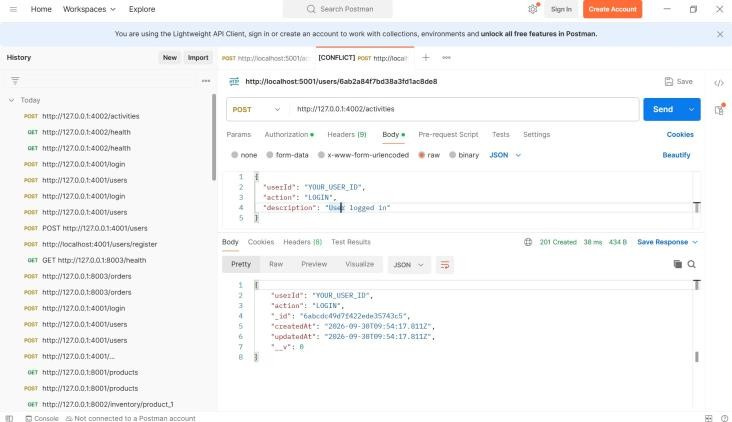 Home Workspaces Explore Search Postman Sign In Create Account
You are using the Lightweight API Client, sign in or create an account to work with collections, environments and unlock all free features in Postman.
History New Import
POST http://localhost:5001/a
[CONFLICT] POST http://local
Today
POST http://127.0.0.1:4002/activities
GET http://127.0.0.1:4002/health
GET http://127.0.0.1:4002/health
POST http://127.0.0.1:4001/login
POST http://127.0.0.1:4001/users
POST http://127.0.0.1:4001/login
POST http://127.0.0.1:4001/users
POST POST http://127.0.0.1:4001/users
POST http://localhost:4001/users/register
GET GET http://127.0.0.1:8003/health
POST http://127.0.0.1:8003/orders
POST http://127.0.0.1:8003/orders
POST http://127.0.0.1:4001/login
POST http://127.0.0.1:4001/users
POST http://127.0.0.1:4001/users
POST http://127.0.0.1:4001/...
GET http://127.0.0.1:8001/products
POST http://127.0.0.1:8001/products
GET http://127.0.0.1:8002/inventory/product_1
HTTP http://localhost:5001/users/6ab2a84f7bd38a3fd1ac8de8 Save
POST http://127.0.0.1:4002/activities Send
Params Authorization Headers (9) Body Pre-request Script Tests Settings Cookies
none form-data x-www-form-urlencoded raw binary JSON Beautify
1 {
2 "userId": "YOUR_USER_ID",
3 "action": "LOGIN",
4 "description": "User logged in"
5 }
Body Cookies Headers (8) Test Results 201 Created 38 ms 434 B Save Response
Pretty Raw Preview Visualize JSON
1 {
2 "userId": "YOUR_USER_ID",
3 "action": "LOGIN",
4 "_id": "6abcdc49d7f422ede35743c5",
5 "createdAt": "2026-09-30T09:54:17.811Z",
6 "updatedAt": "2026-09-30T09:54:17.811Z",
7 "__v": 0
8 }
Console Not connected to a Postman account